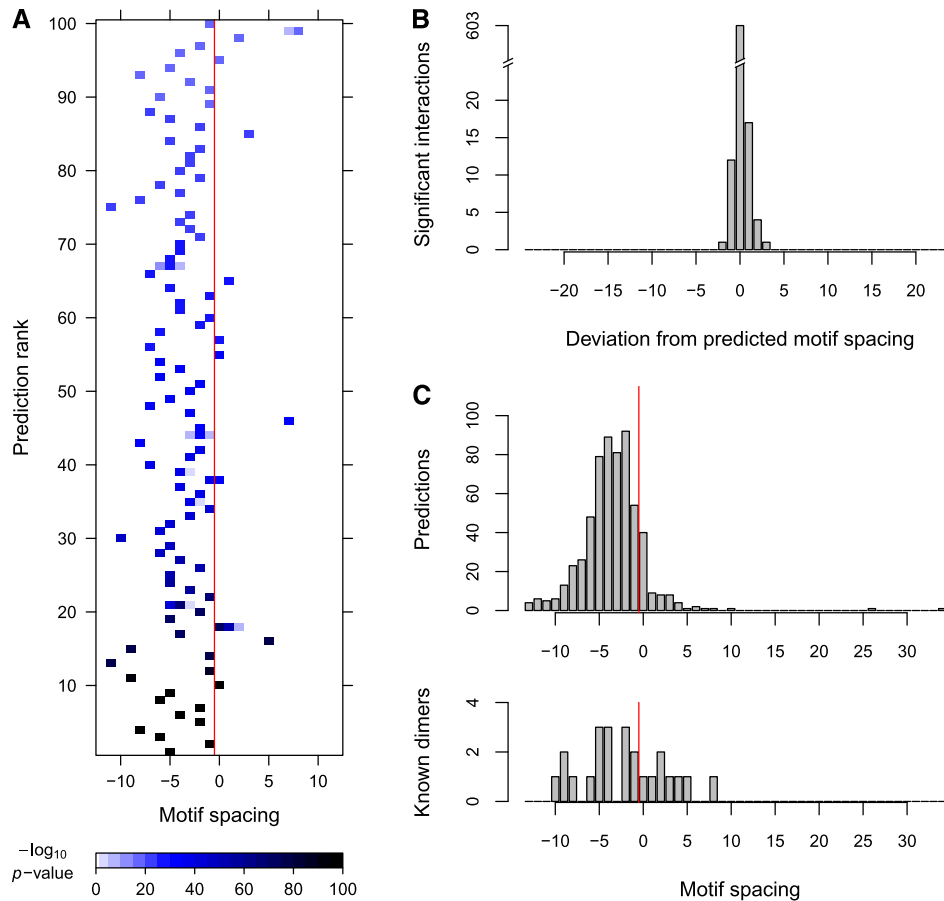 A
100
90
80
70
60
50
40
30
20
10
Prediction rank
−10 −5 0 5 10
Motif spacing
−log10
p−value
0 20 40 60 80 100
B
603
20
15
10
5
0
Significant interactions
−20 −15 −10 −5 0 5 10 15 20
Deviation from predicted motif spacing
C
100
80
60
40
20
0
Predictions
−10 −5 0 5 10 15 20 25 30
4
2
0
Known dimers
−10 −5 0 5 10 15 20 25 30
Motif spacing